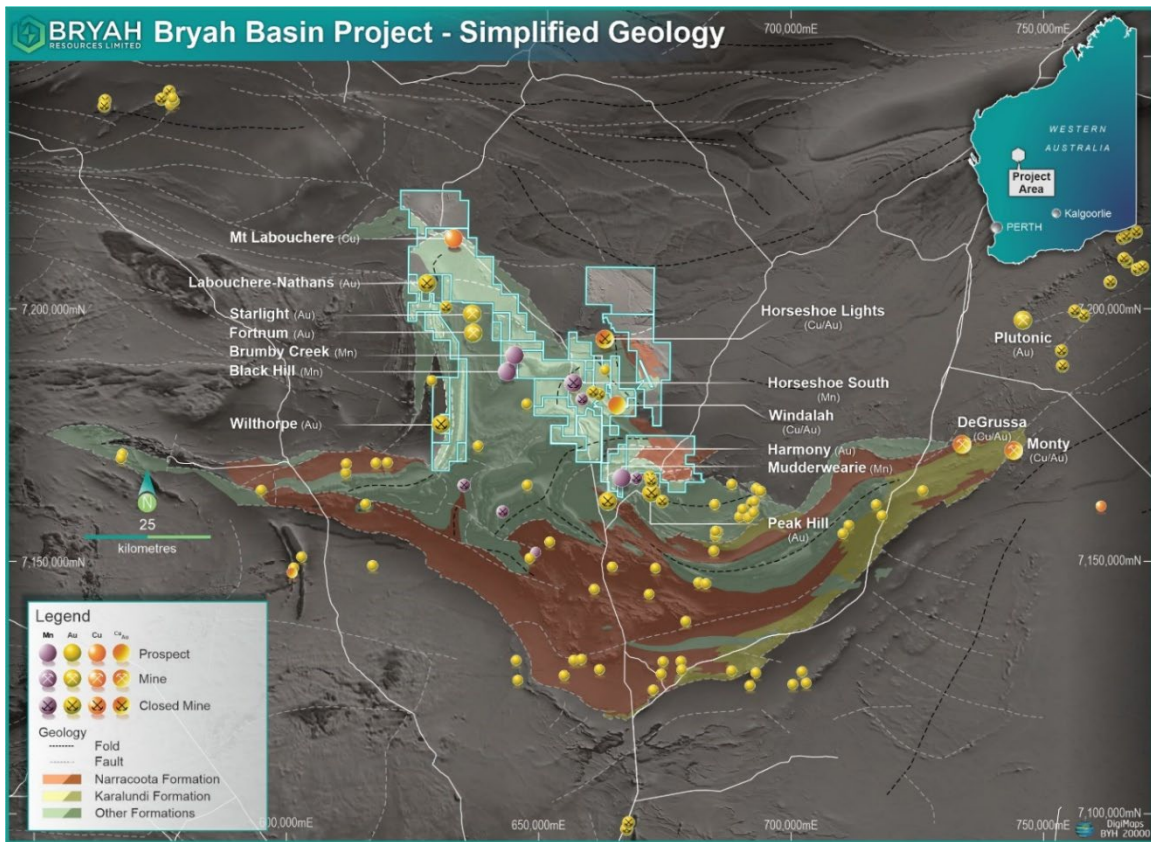 BRYAH
RESOURCES LIMITED
Bryah Basin Project - Simplified Geology
700,000mE
750,000mE
WESTERN
AUSTRALIA
Project
Area
Kalgoorlie
PERTH
Mt Labouchere (Cu)
Labouchere-Nathans (Au)
7,200,000mN
Starlight (Au)
Fortnum (Au)
Brumby Creek (Mn)
Black Hill (Mn)
Wilthorpe (Au)
Horseshoe Lights
(Cu/Au)
7,200,000mN
Plutonic
(Au)
Horseshoe South
(Mn)
Windalah
(Cu/Au)
Harmony (Au)
Mudderwearie (Mn)
DeGrussa
(Cu/Au)
Monty
(Cu/Au)
Peak Hill
(Au)
N
25
kilometres
7,150,000mN
7,150,000mN
Legend
Mn Au Cu Cu Au
Prospect
Mine
Closed Mine
Geology
Fold
Fault
Narracoota Formation
Karalundi Formation
Other Formations
7,100,000mN
600,000mE
650,000mE
700,000mE
750,000mE
DigiMaps
BYH 20000